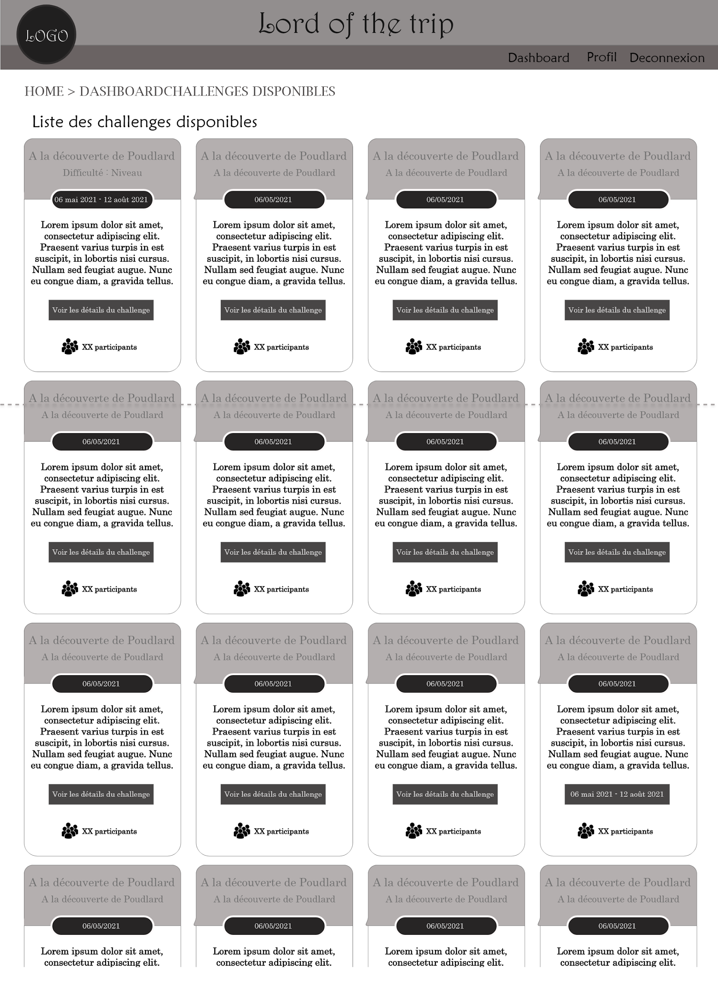 LOGO
Lord of the trip
Dashboard Profil Deconnexion
HOME > DASHBOARDCHALLENGES DISPONIBLES
Liste des challenges disponibles
A la découverte de Poudlard
Difficulté : Niveau
06 mai 2021 - 12 août 2021
Lorem ipsum dolor sit amet,
consectetur adipiscing elit.
Praesent varius turpis in est
suscipit, in lobortis nisi cursus.
Nullam sed feugiat augue. Nunc
eu congue diam, a gravida tellus.
Voir les détails du challenge
XX participants
A la découverte de Poudlard
A la découverte de Poudlard
06/05/2021
Lorem ipsum dolor sit amet,
consectetur adipiscing elit.
Praesent varius turpis in est
suscipit, in lobortis nisi cursus.
Nullam sed feugiat augue. Nunc
eu congue diam, a gravida tellus.
Voir les détails du challenge
XX participants
A la découverte de Poudlard
A la découverte de Poudlard
06/05/2021
Lorem ipsum dolor sit amet,
consectetur adipiscing elit.
Praesent varius turpis in est
suscipit, in lobortis nisi cursus.
Nullam sed feugiat augue. Nunc
eu congue diam, a gravida tellus.
Voir les détails du challenge
XX participants
A la découverte de Poudlard
A la découverte de Poudlard
06/05/2021
Lorem ipsum dolor sit amet,
consectetur adipiscing elit.
Praesent varius turpis in est
suscipit, in lobortis nisi cursus.
Nullam sed feugiat augue. Nunc
eu congue diam, a gravida tellus.
Voir les détails du challenge
XX participants
A la découverte de Poudlard
A la découverte de Poudlard
06/05/2021
Lorem ipsum dolor sit amet,
consectetur adipiscing elit.
Praesent varius turpis in est
suscipit, in lobortis nisi cursus.
Nullam sed feugiat augue. Nunc
eu congue diam, a gravida tellus.
Voir les détails du challenge
XX participants
A la découverte de Poudlard
A la découverte de Poudlard
06/05/2021
Lorem ipsum dolor sit amet,
consectetur adipiscing elit.
Praesent varius turpis in est
suscipit, in lobortis nisi cursus.
Nullam sed feugiat augue. Nunc
eu congue diam, a gravida tellus.
Voir les détails du challenge
XX participants
A la découverte de Poudlard
A la découverte de Poudlard
06/05/2021
Lorem ipsum dolor sit amet,
consectetur adipiscing elit.
Praesent varius turpis in est
suscipit, in lobortis nisi cursus.
Nullam sed feugiat augue. Nunc
eu congue diam, a gravida tellus.
Voir les détails du challenge
XX participants
A la découverte de Poudlard
A la découverte de Poudlard
06/05/2021
Lorem ipsum dolor sit amet,
consectetur adipiscing elit.
Praesent varius turpis in est
suscipit, in lobortis nisi cursus.
Nullam sed feugiat augue. Nunc
eu congue diam, a gravida tellus.
Voir les détails du challenge
XX participants
A la découverte de Poudlard
A la découverte de Poudlard
06/05/2021
Lorem ipsum dolor sit amet,
consectetur adipiscing elit.
Praesent varius turpis in est
suscipit, in lobortis nisi cursus.
Nullam sed feugiat augue. Nunc
eu congue diam, a gravida tellus.
Voir les détails du challenge
XX participants
A la découverte de Poudlard
A la découverte de Poudlard
06/05/2021
Lorem ipsum dolor sit amet,
consectetur adipiscing elit.
Praesent varius turpis in est
suscipit, in lobortis nisi cursus.
Nullam sed feugiat augue. Nunc
eu congue diam, a gravida tellus.
Voir les détails du challenge
XX participants
A la découverte de Poudlard
A la découverte de Poudlard
06/05/2021
Lorem ipsum dolor sit amet,
consectetur adipiscing elit.
Praesent varius turpis in est
suscipit, in lobortis nisi cursus.
Nullam sed feugiat augue. Nunc
eu congue diam, a gravida tellus.
Voir les détails du challenge
XX participants
A la découverte de Poudlard
A la découverte de Poudlard
06/05/2021
Lorem ipsum dolor sit amet,
consectetur adipiscing elit.
Praesent varius turpis in est
suscipit, in lobortis nisi cursus.
Nullam sed feugiat augue. Nunc
eu congue diam, a gravida tellus.
06 mai 2021 - 12 août 2021
XX participants
A la découverte de Poudlard
A la découverte de Poudlard
06/05/2021
Lorem ipsum dolor sit amet,
consectetur adipiscing elit.
A la découverte de Poudlard
A la découverte de Poudlard
06/05/2021
Lorem ipsum dolor sit amet,
consectetur adipiscing elit.
A la découverte de Poudlard
A la découverte de Poudlard
06/05/2021
Lorem ipsum dolor sit amet,
consectetur adipiscing elit.
A la découverte de Poudlard
A la découverte de Poudlard
06/05/2021
Lorem ipsum dolor sit amet,
consectetur adipiscing elit.